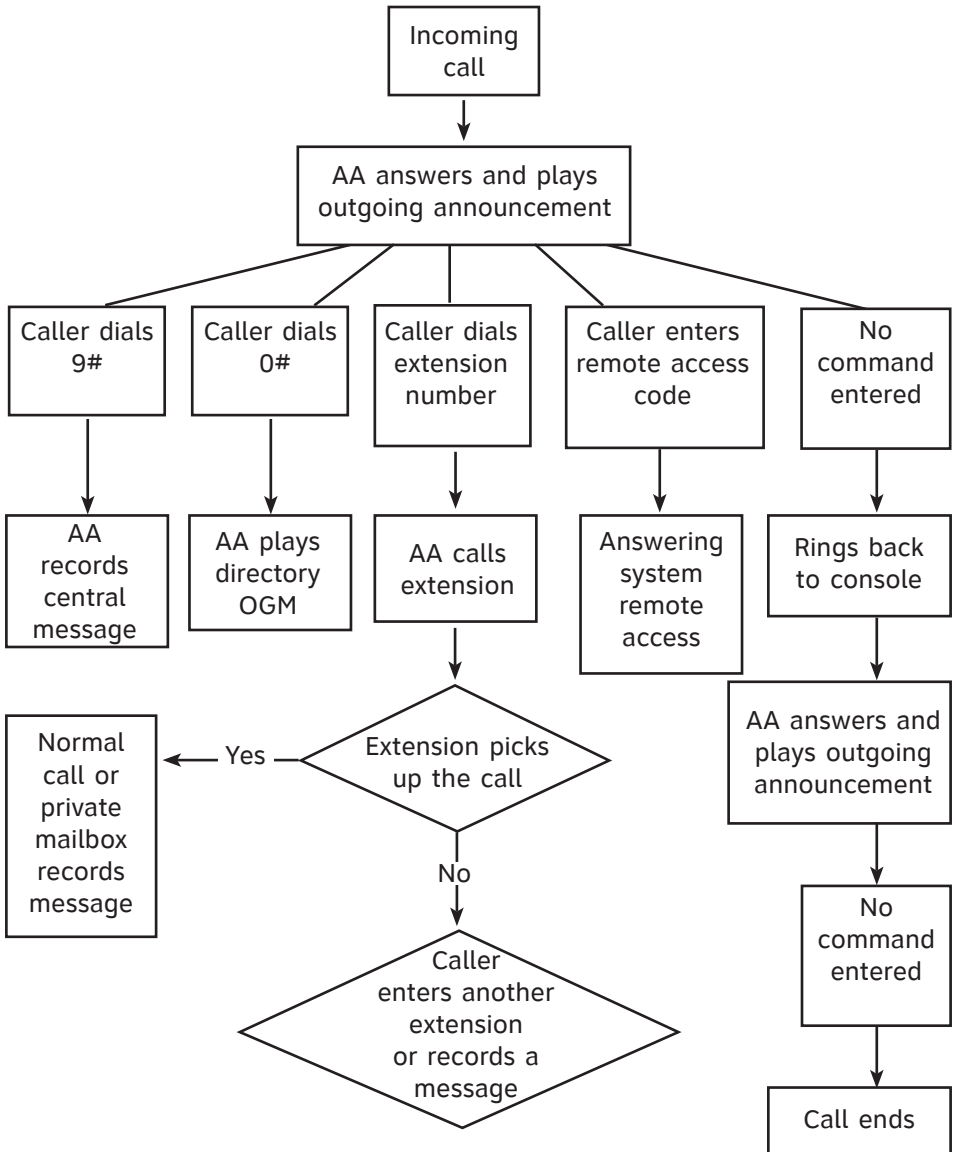 Incoming
call
AA answers and plays
outgoing announcement
Caller dials
9#
Caller dials
0#
Caller dials
extension
number
Caller enters
remote access
code
No
command
entered
AA
records
central
message
AA plays
directory
OGM
AA calls
extension
Answering
system
remote
access
Rings back
to console
Normal
call or
private
mailbox
records
message
Yes
Extension picks
up the call
AA answers and
plays outgoing
announcement
No
Caller
enters another
extension
or records a
message
No
command
entered
Call ends